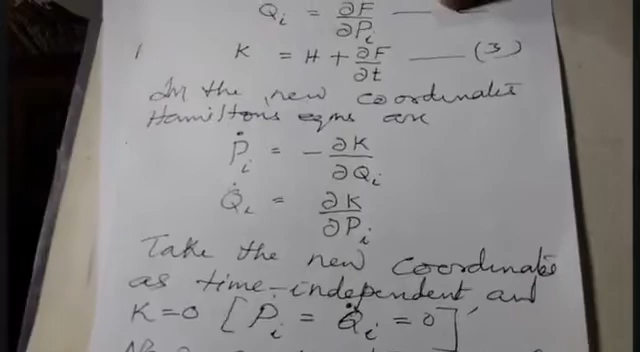 Qi = ∂F/∂Pi ——
K = H + ∂F/∂t —— (3)
In the new coordinates
Hamiltons eqns are
Ṗi = - ∂K/∂Qi
Q̇i = ∂K/∂Pi
Take the new coordinates
as time-independent and
K=0 [Ṗi = Q̇i = 0],